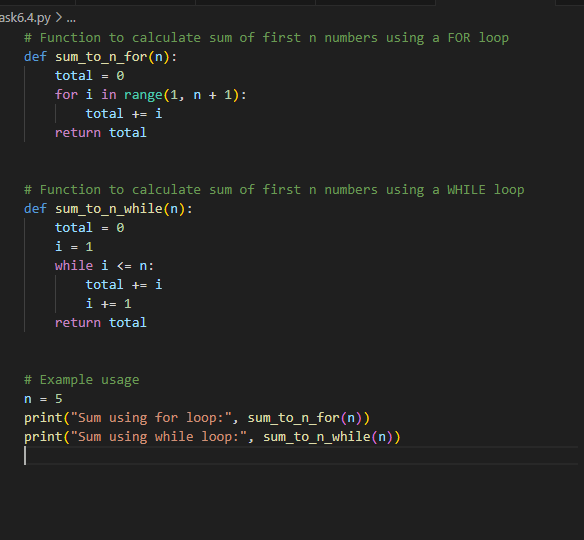 ask6.4.py > ...
# Function to calculate sum of first n numbers using a FOR loop
def sum_to_n_for(n):
    total = 0
    for i in range(1, n + 1):
        total += i
    return total
# Function to calculate sum of first n numbers using a WHILE loop
def sum_to_n_while(n):
    total = 0
    i = 1
    while i <= n:
        total += i
        i += 1
    return total
# Example usage
n = 5
print("Sum using for loop:", sum_to_n_for(n))
print("Sum using while loop:", sum_to_n_while(n))